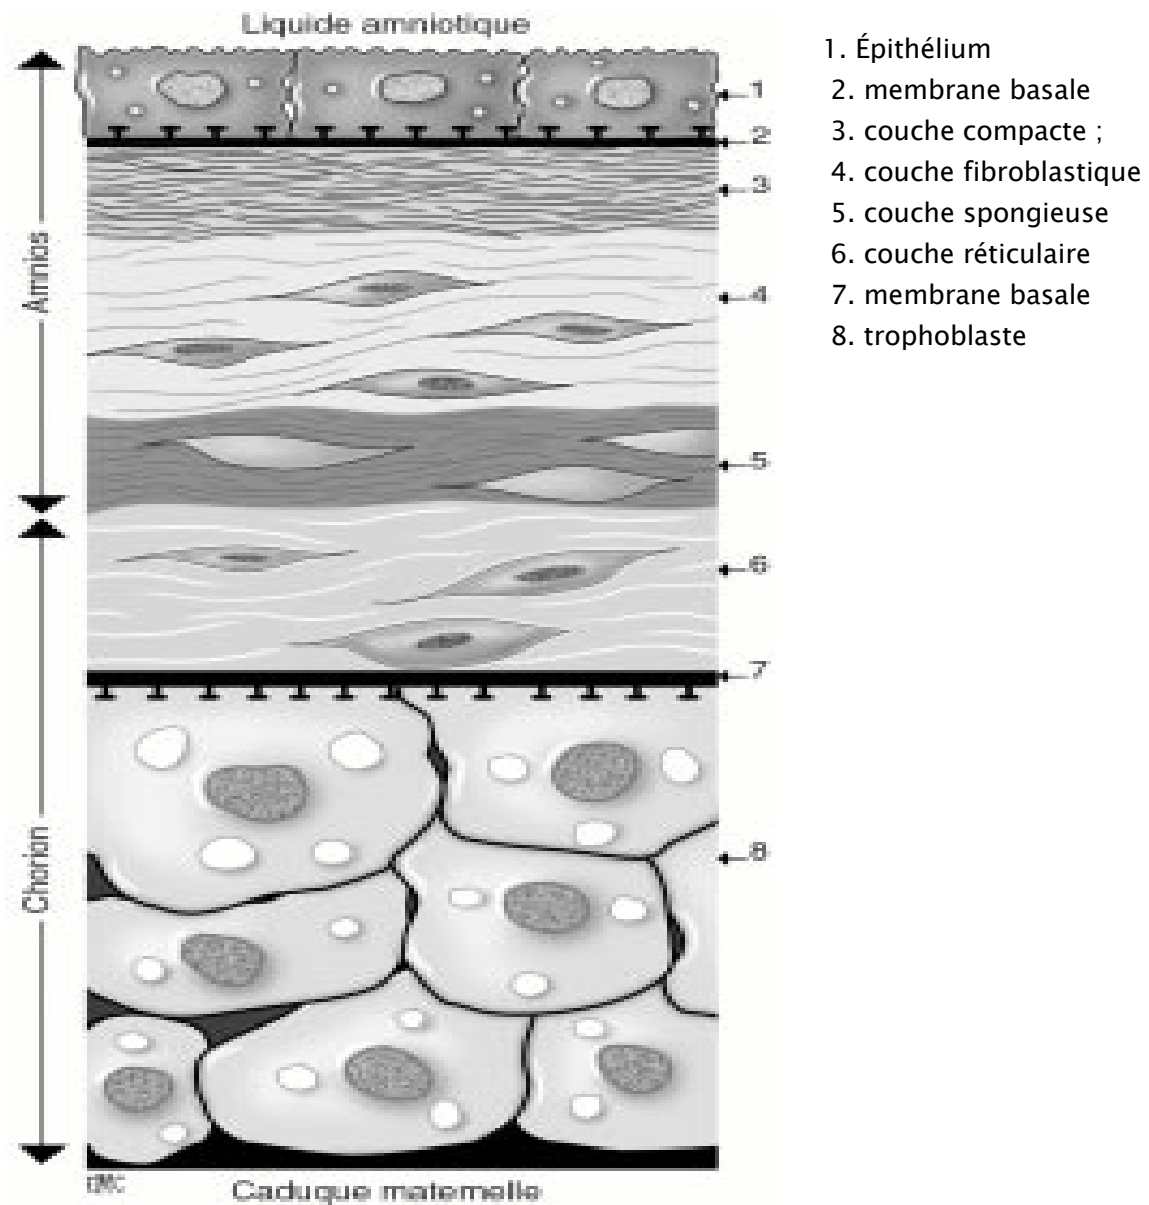 Liquide amniotique
1. Épithélium
2. membrane basale
3. couche compacte ;
4. couche fibroblastique
5. couche spongieuse
6. couche réticulaire
7. membrane basale
8. trophoblaste
1
2
3
Amnios
4
5
6
7
Chorion
8
EMC
Caduque maternelle